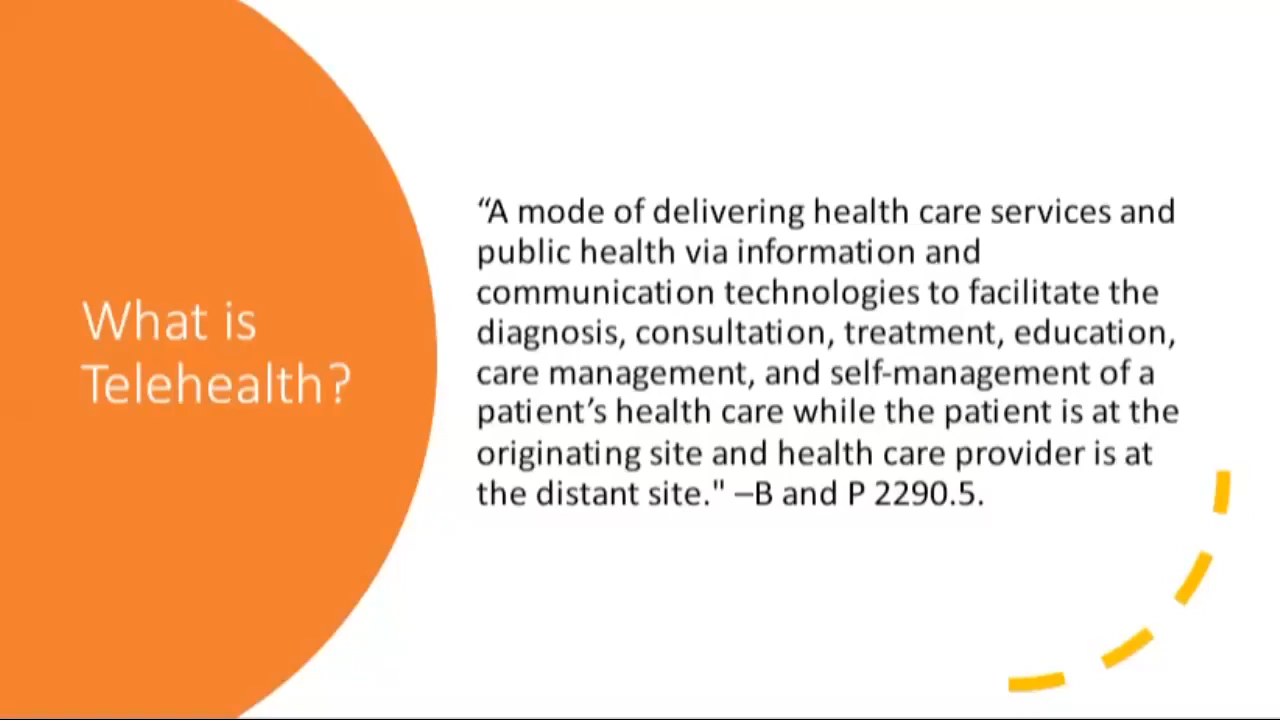 What is
Telehealth?
“A mode of delivering health care services and
public health via information and
communication technologies to facilitate the
diagnosis, consultation, treatment, education,
care management, and self-management of a
patient’s health care while the patient is at the
originating site and health care provider is at
the distant site." –B and P 2290.5.